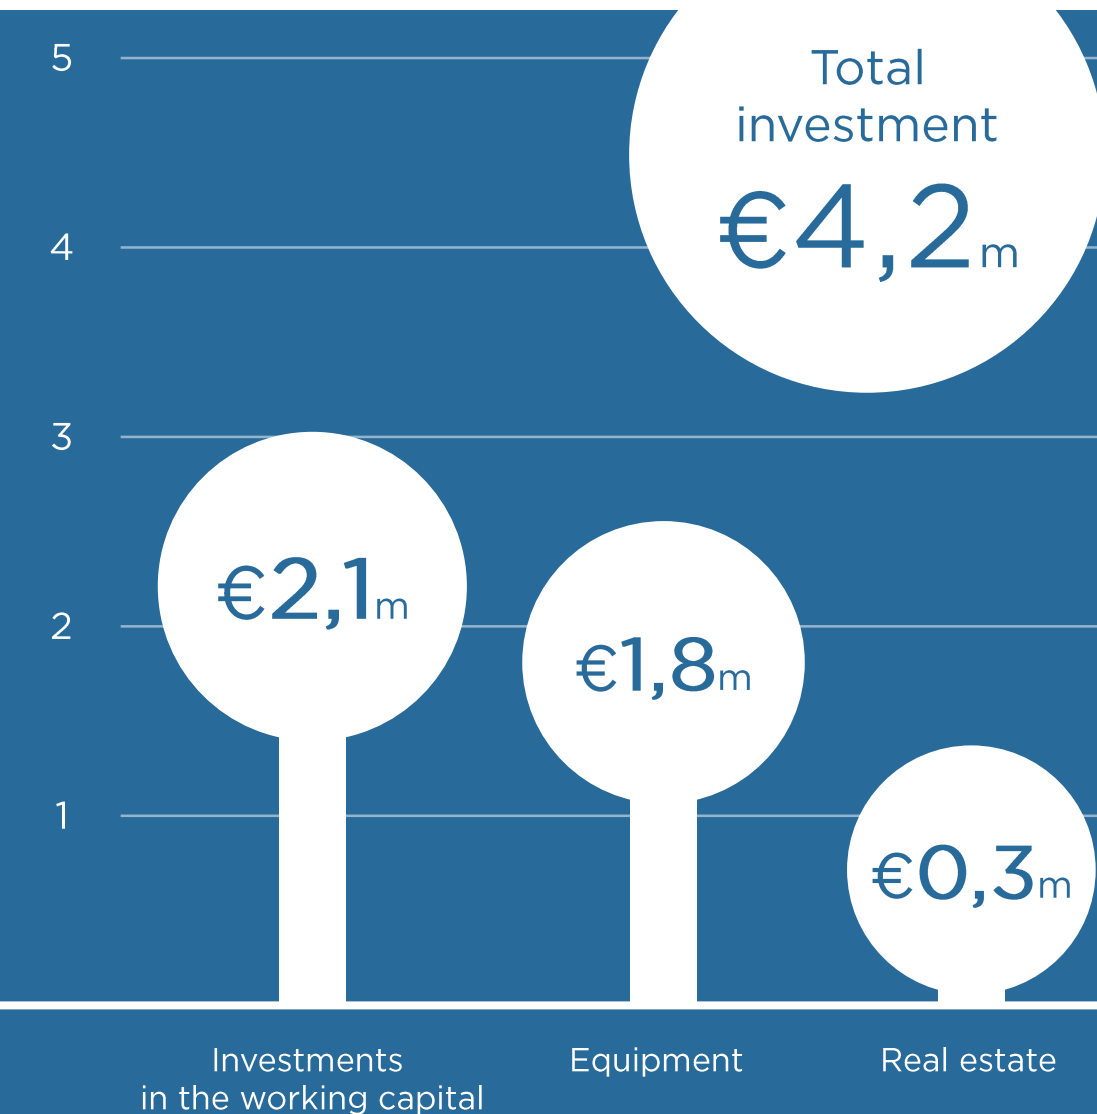 5
Total
investment
€4,2m
4
3
€2,1m
2
€1,8m
1
€0,3m
Investments
in the working capital
Equipment
Real estate